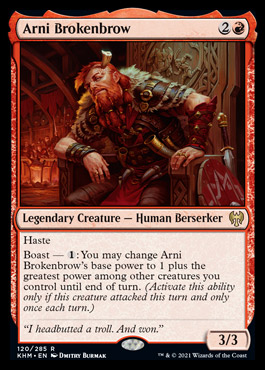 Arni Brokenbrow 2
Legendary Creature — Human Berserker
Haste
Boast — 1: You may change Arni
Brokenbrow's base power to 1 plus the
greatest power among other creatures you
control until end of turn. (Activate this ability
only if this creature attacked this turn and only
once each turn.)
"I headbutted a troll. And won."
3/3
120/285 R
KHM • EN DMITRY BURMAK
™ & © 2021 Wizards of the Coast